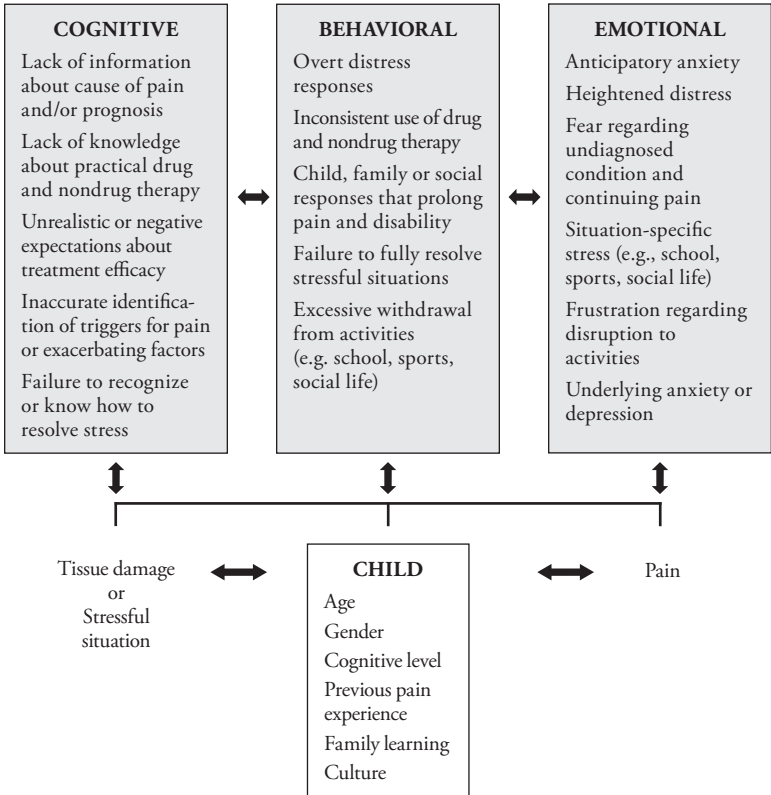 COGNITIVE
Lack of information
about cause of pain
and/or prognosis
Lack of knowledge
about practical drug
and nondrug therapy
Unrealistic or negative
expectations about
treatment efficacy
Inaccurate identifica-
tion of triggers for pain
or exacerbating factors
Failure to recognize
or know how to
resolve stress
BEHAVIORAL
Overt distress
responses
Inconsistent use of drug
and nondrug therapy
Child, family or social
responses that prolong
pain and disability
Failure to fully resolve
stressful situations
Excessive withdrawal
from activities
(e.g. school, sports,
social life)
EMOTIONAL
Anticipatory anxiety
Heightened distress
Fear regarding
undiagnosed
condition and
continuing pain
Situation-specific
stress (e.g., school,
sports, social life)
Frustration regarding
disruption to
activities
Underlying anxiety or
depression
Tissue damage
or
Stressful
situation
CHILD
Age
Gender
Cognitive level
Previous pain
experience
Family learning
Culture
Pain